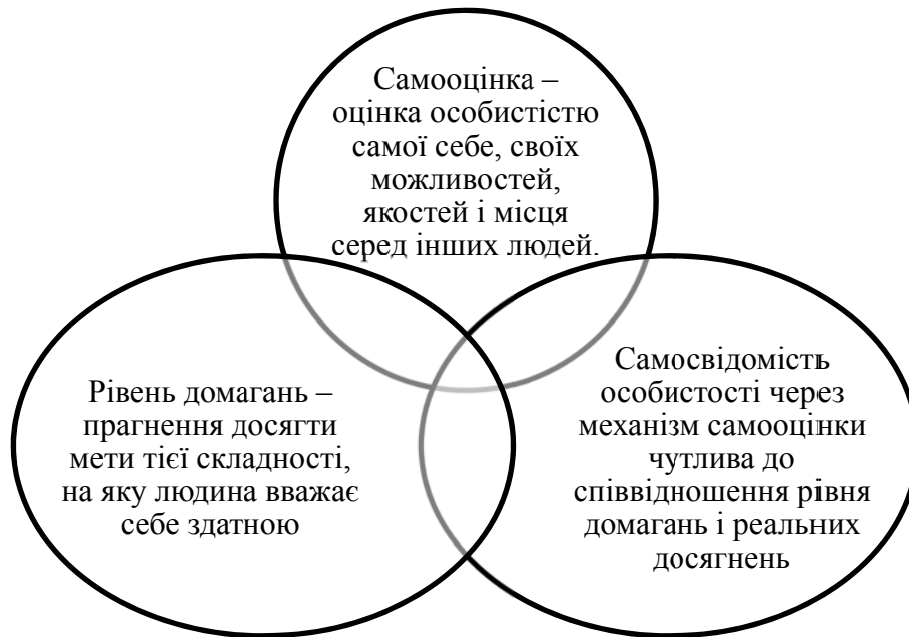 Самооцінка –
оцінка особистістю
самої себе, своїх
можливостей,
якостей і місця
серед інших людей.
Рівень домагань –
прагнення досягти
мети тієї складності,
на яку людина вважає
себе здатною
Самосвідомість
особистості через
механізм самооцінки
чутлива до
співвідношення рівня
домагань і реальних
досягнень